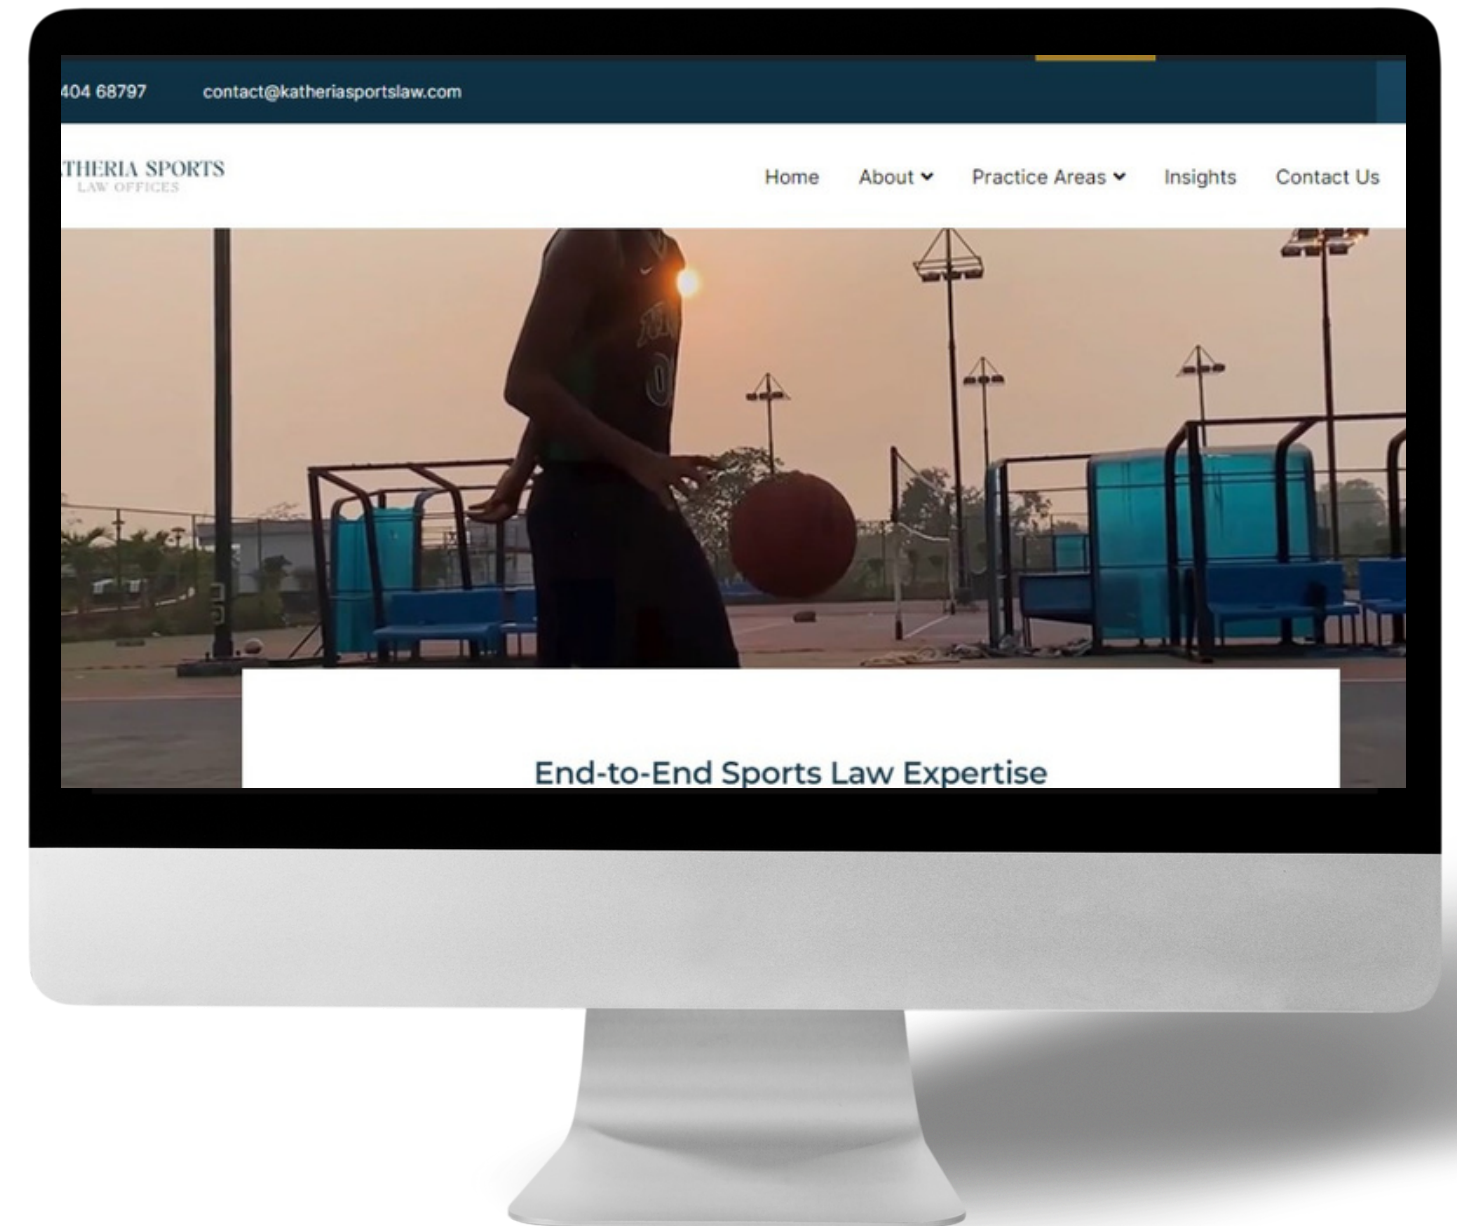 404 68797 contact@katheriasportslaw.com
THERIA SPORTS
LAW OFFICES
Home About Practice Areas Insights Contact Us
End-to-End Sports Law Expertise